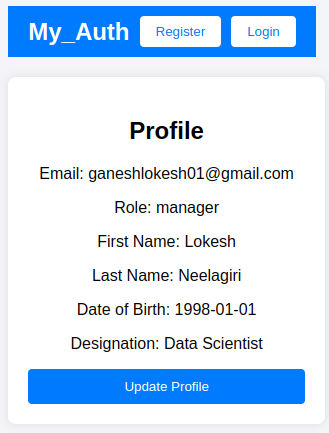 My_Auth Register Login
Profile
Email: ganeshlokesh01@gmail.com
Role: manager
First Name: Lokesh
Last Name: Neelagiri
Date of Birth: 1998-01-01
Designation: Data Scientist
Update Profile